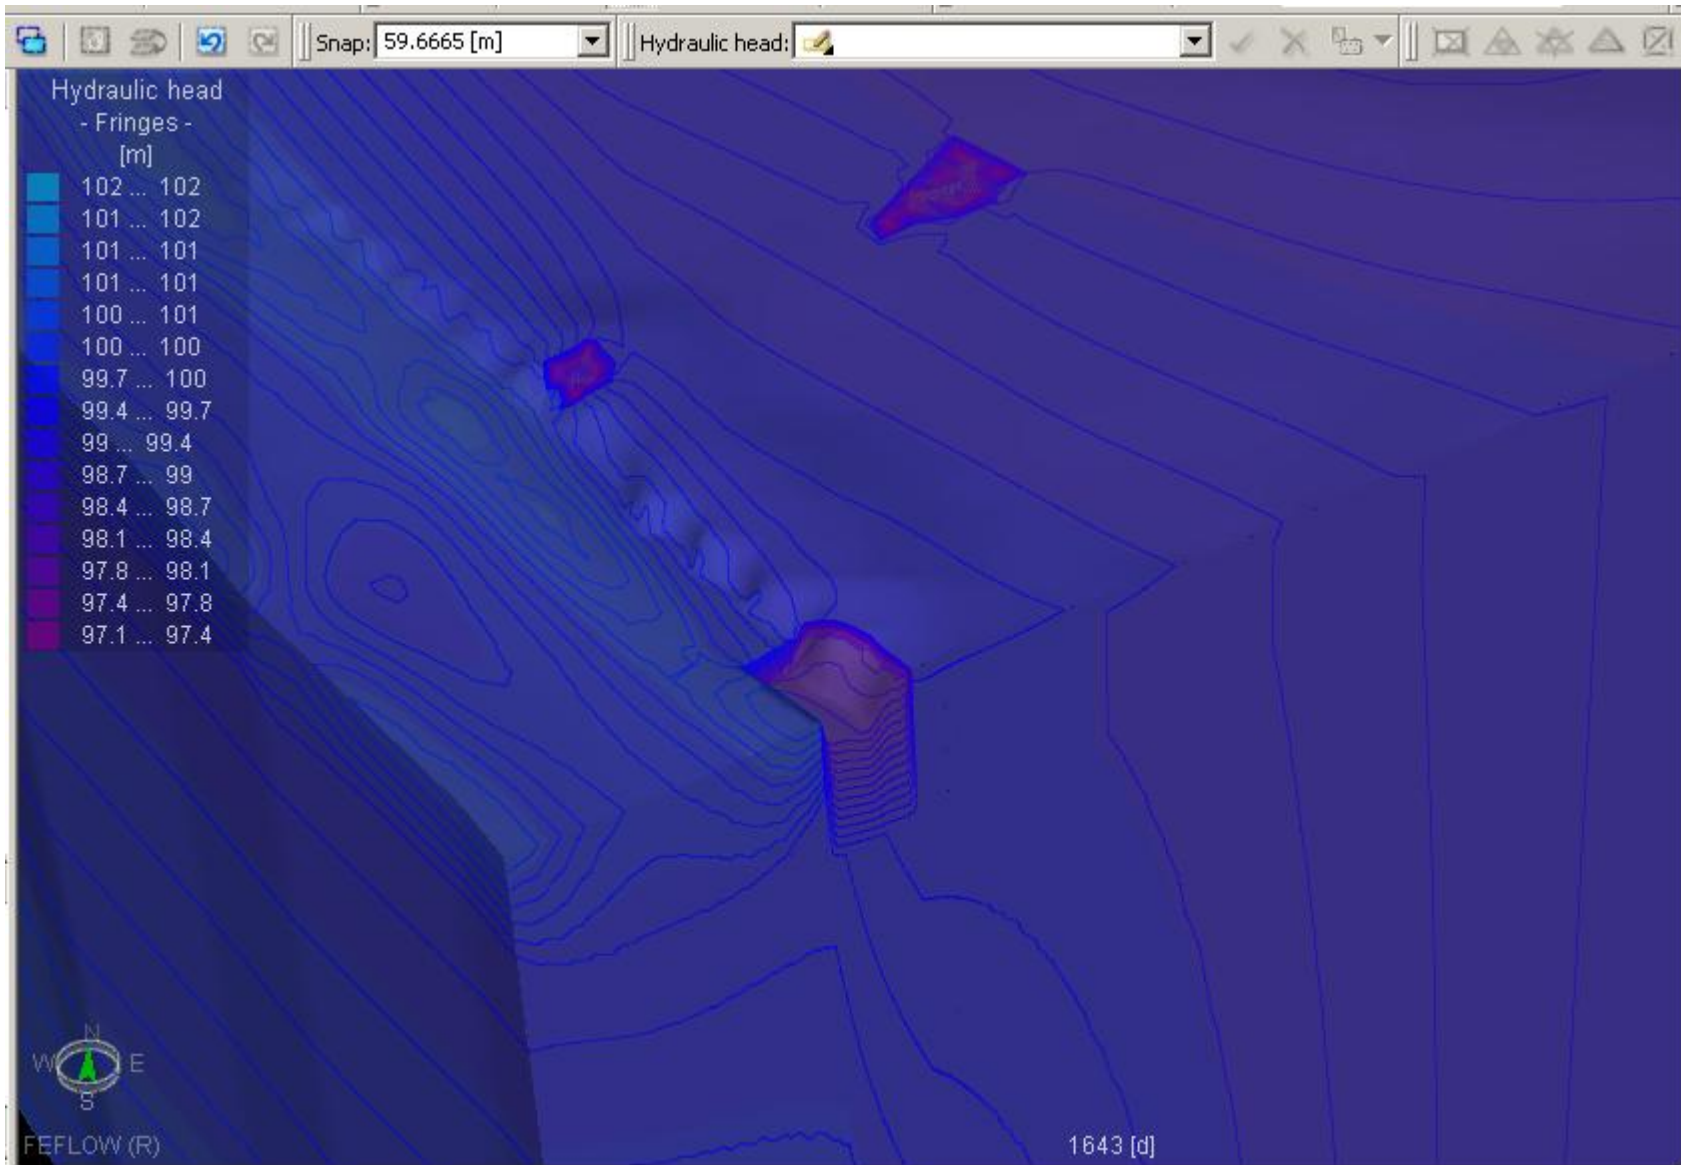 Snap: 59.6665 [m] Hydraulic head:
Hydraulic head
- Fringes -
[m]
102 ... 102
101 ... 102
101 ... 101
101 ... 101
100 ... 101
100 ... 100
99.7 ... 100
99.4 ... 99.7
99 ... 99.4
98.7 ... 99
98.4 ... 98.7
98.1 ... 98.4
97.8 ... 98.1
97.4 ... 97.8
97.1 ... 97.4
N
W E
S
FEFLOW (R) 1643 [d]